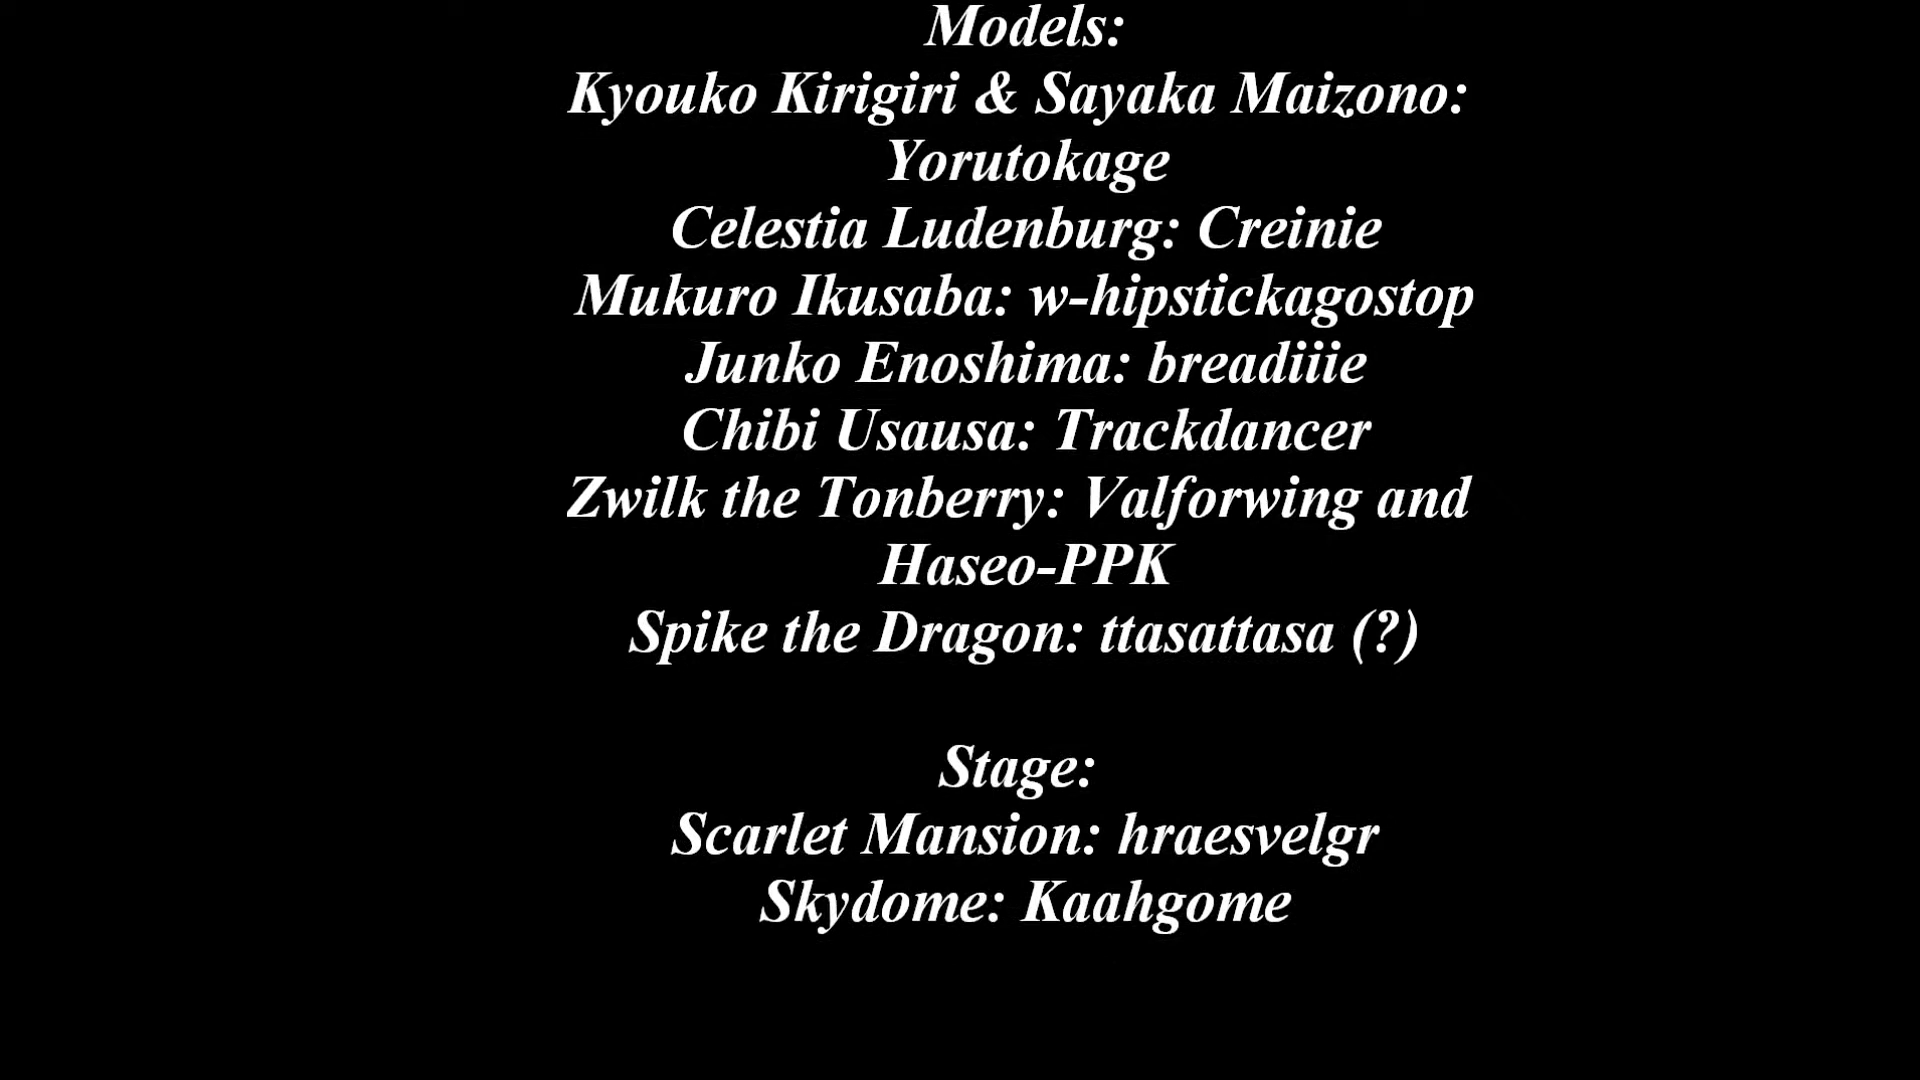 Models:
Kyouko Kirigiri & Sayaka Maizono:
Yorutokage
Celestia Ludenburg: Creinie
Mukuro Ikusaba: w-hipstickagostop
Junko Enoshima: breadiiie
Chibi Usausa: Trackdancer
Zwilk the Tonberry: Valforwing and
Haseo-PPK
Spike the Dragon: ttasattasa (?)
Stage:
Scarlet Mansion: hraesvelgr
Skydome: Kaahgome